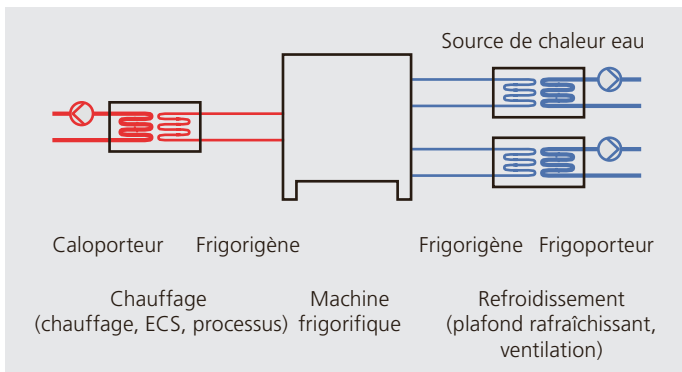 Source de chaleur eau
Caloporteur Frigorigène Frigorigène Frigoporteur
Chauffage Machine Refroidissement
(chauffage, ECS, processus) frigorifique (plafond rafraîchissant,
ventilation)